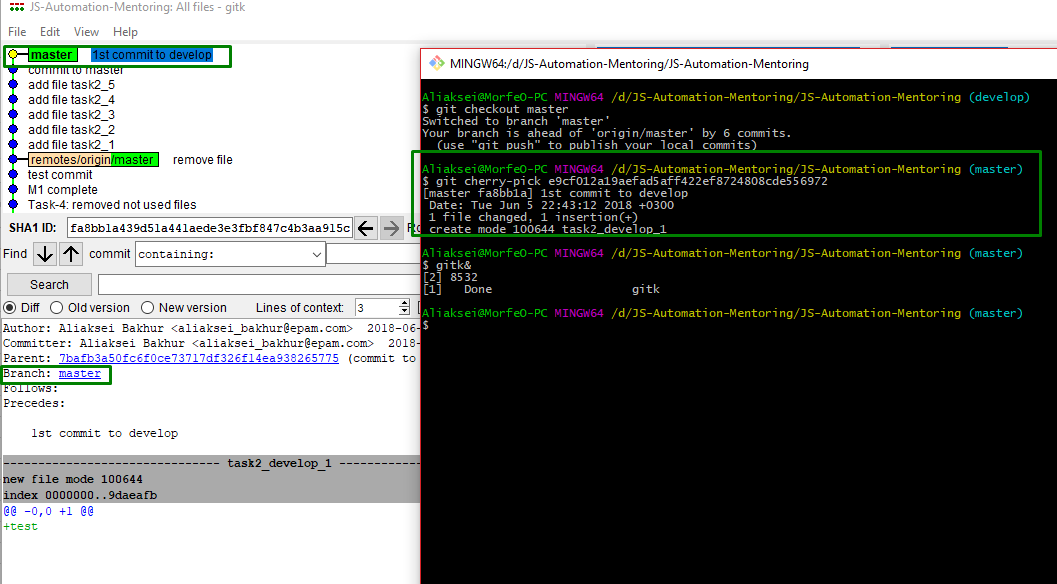 JS-Automation-Mentoring: All files - gitk
File Edit View Help
master 1st commit to develop
commit to master
add file task2_5
add file task2_4
add file task2_3
add file task2_2
add file task2_1
remotes/origin/master remove file
test commit
M1 complete
Task-4: removed not used files
SHA1 ID: fa8bb1a439d51a441aede3e3fbf847c4b3aa915c
Find commit containing:
Search
Diff Old version New version Lines of context: 3
Author: Aliaksei Bakhur <aliaksei_bakhur@epam.com> 2018-06-
Committer: Aliaksei Bakhur <aliaksei_bakhur@epam.com> 2018-
Parent: 7bafb3a50fc6f0ce73717df326f14ea938265775 (commit to
Branch: master
Follows:
Precedes:
1st commit to develop
---------------------------- task2_develop_1 ------------
new file mode 100644
index 0000000..9daeafb
@@ -0,0 +1 @@
+test
MINGW64:/d/JS-Automation-Mentoring/JS-Automation-Mentoring
Aliaksei@MorfeO-PC MINGW64 /d/JS-Automation-Mentoring/JS-Automation-Mentoring (develop)
$ git checkout master
Switched to branch 'master'
Your branch is ahead of 'origin/master' by 6 commits.
(use "git push" to publish your local commits)
Aliaksei@MorfeO-PC MINGW64 /d/JS-Automation-Mentoring/JS-Automation-Mentoring (master)
$ git cherry-pick e9cf012a19aefad5aff422ef8724808cde556972
[master fa8bb1a] 1st commit to develop
Date: Tue Jun 5 22:43:12 2018 +0300
1 file changed, 1 insertion(+)
create mode 100644 task2_develop_1
Aliaksei@MorfeO-PC MINGW64 /d/JS-Automation-Mentoring/JS-Automation-Mentoring (master)
$ gitk&
[2] 8532
[1] Done gitk
Aliaksei@MorfeO-PC MINGW64 /d/JS-Automation-Mentoring/JS-Automation-Mentoring (master)
$